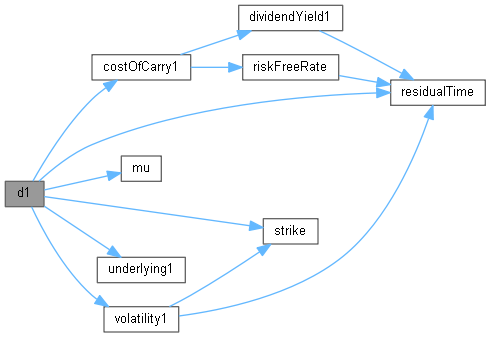 dividendYield1
costOfCarry1
riskFreeRate
residualTime
mu
d1
strike
underlying1
volatility1